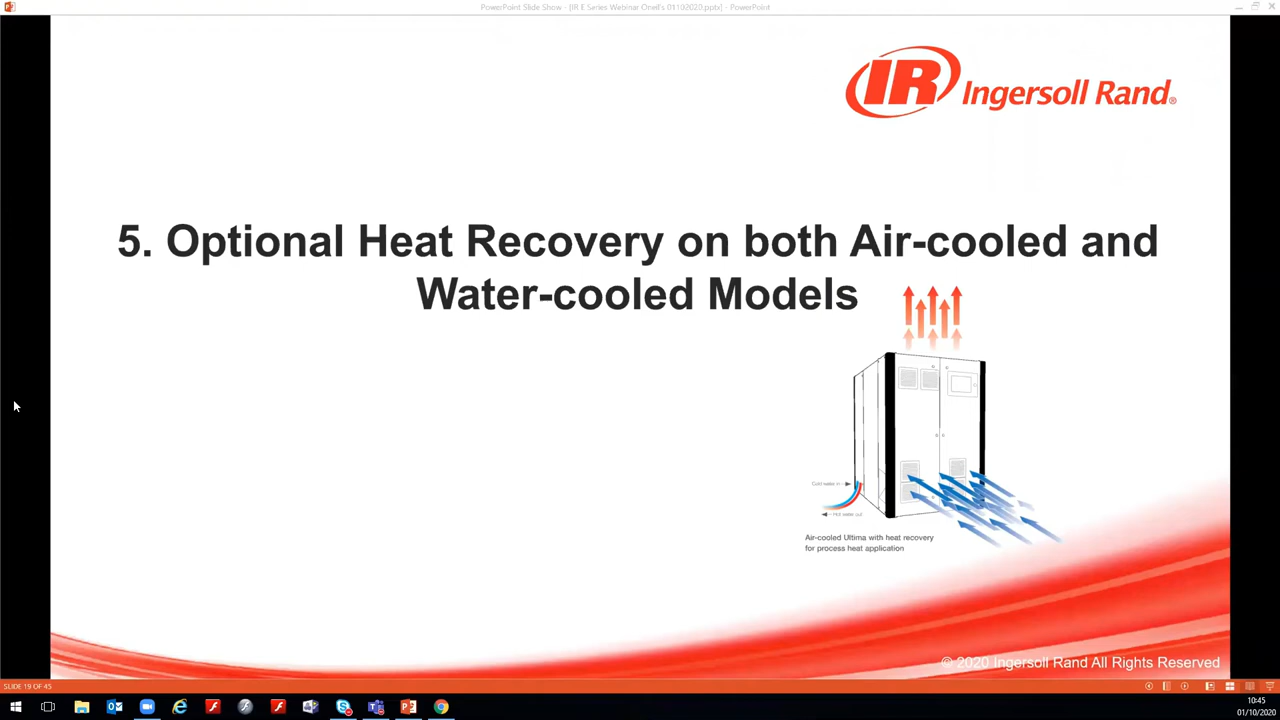 PowerPoint Slide Show - [IR E Series Webinar Oneil's 01102020.pptx] - PowerPoint
IR Ingersoll Rand®
5. Optional Heat Recovery on both Air-cooled and
Water-cooled Models
Cold water in
Hot water out
Air-cooled Ultima with heat recovery
for process heat application
© 2020 Ingersoll Rand All Rights Reserved
SLIDE 19 OF 45
10:45
01/10/2020